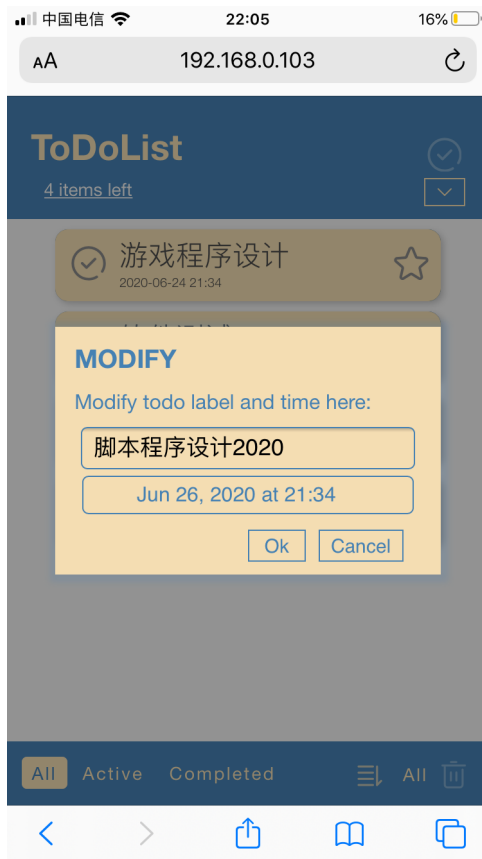 中国电信 22:05 16%
AA 192.168.0.103
ToDoList
4 items left
游戏程序设计
2020-06-24 21:34
MODIFY
Modify todo label and time here:
脚本程序设计2020
Jun 26, 2020 at 21:34
Ok Cancel
All Active Completed All